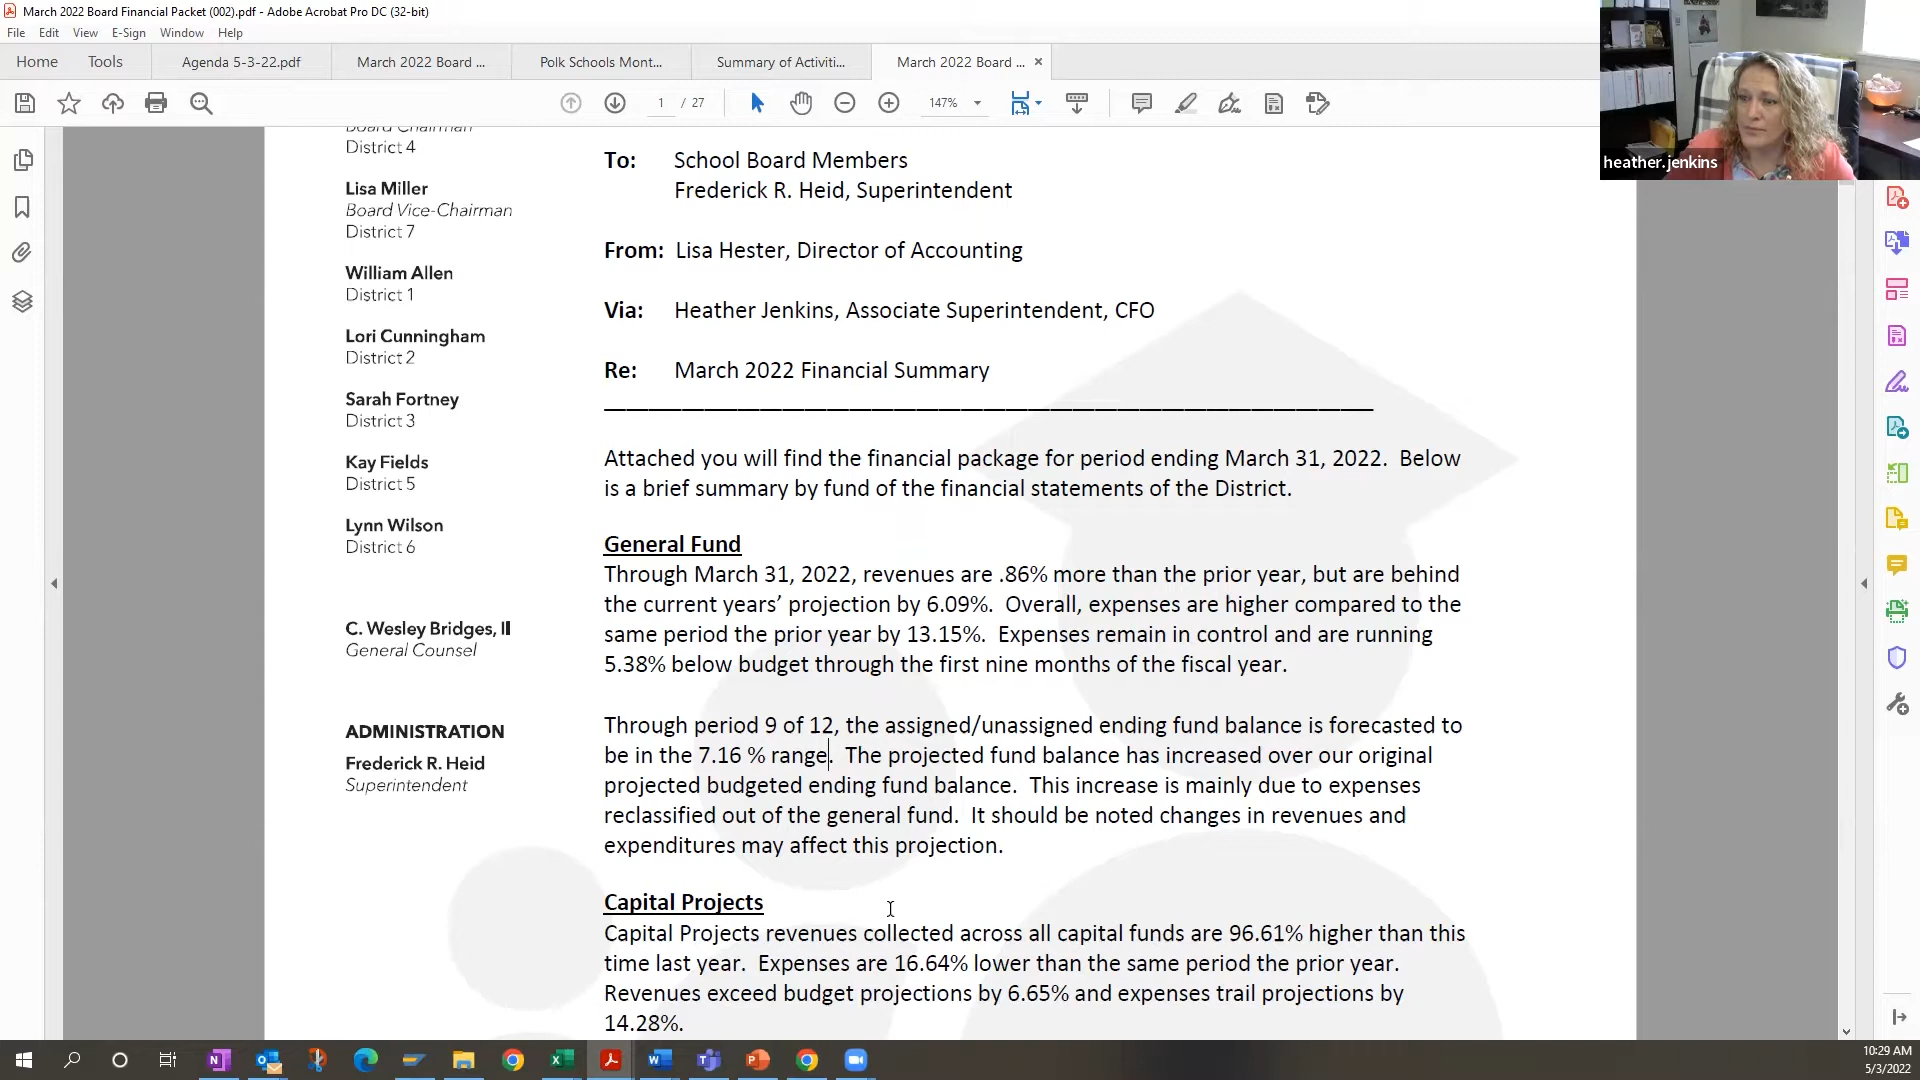 March 2022 Board Financial Packet (002).pdf - Adobe Acrobat Pro DC (32-bit)
File Edit View E-Sign Window Help
Home Tools Agenda 5-3-22.pdf March 2022 Board ... Polk Schools Mont... Summary of Activiti... March 2022 Board ... ×
1 / 27 147%
heather.jenkins
Board Chairman
District 4
Lisa Miller
Board Vice-Chairman
District 7
William Allen
District 1
Lori Cunningham
District 2
Sarah Fortney
District 3
Kay Fields
District 5
Lynn Wilson
District 6
C. Wesley Bridges, II
General Counsel
ADMINISTRATION
Frederick R. Heid
Superintendent
To: School Board Members
Frederick R. Heid, Superintendent
From: Lisa Hester, Director of Accounting
Via: Heather Jenkins, Associate Superintendent, CFO
Re: March 2022 Financial Summary
Attached you will find the financial package for period ending March 31, 2022. Below
is a brief summary by fund of the financial statements of the District.
General Fund
Through March 31, 2022, revenues are .86% more than the prior year, but are behind
the current years’ projection by 6.09%. Overall, expenses are higher compared to the
same period the prior year by 13.15%. Expenses remain in control and are running
5.38% below budget through the first nine months of the fiscal year.
Through period 9 of 12, the assigned/unassigned ending fund balance is forecasted to
be in the 7.16 % range. The projected fund balance has increased over our original
projected budgeted ending fund balance. This increase is mainly due to expenses
reclassified out of the general fund. It should be noted changes in revenues and
expenditures may affect this projection.
Capital Projects
Capital Projects revenues collected across all capital funds are 96.61% higher than this
time last year. Expenses are 16.64% lower than the same period the prior year.
Revenues exceed budget projections by 6.65% and expenses trail projections by
14.28%.
10:29 AM
5/3/2022